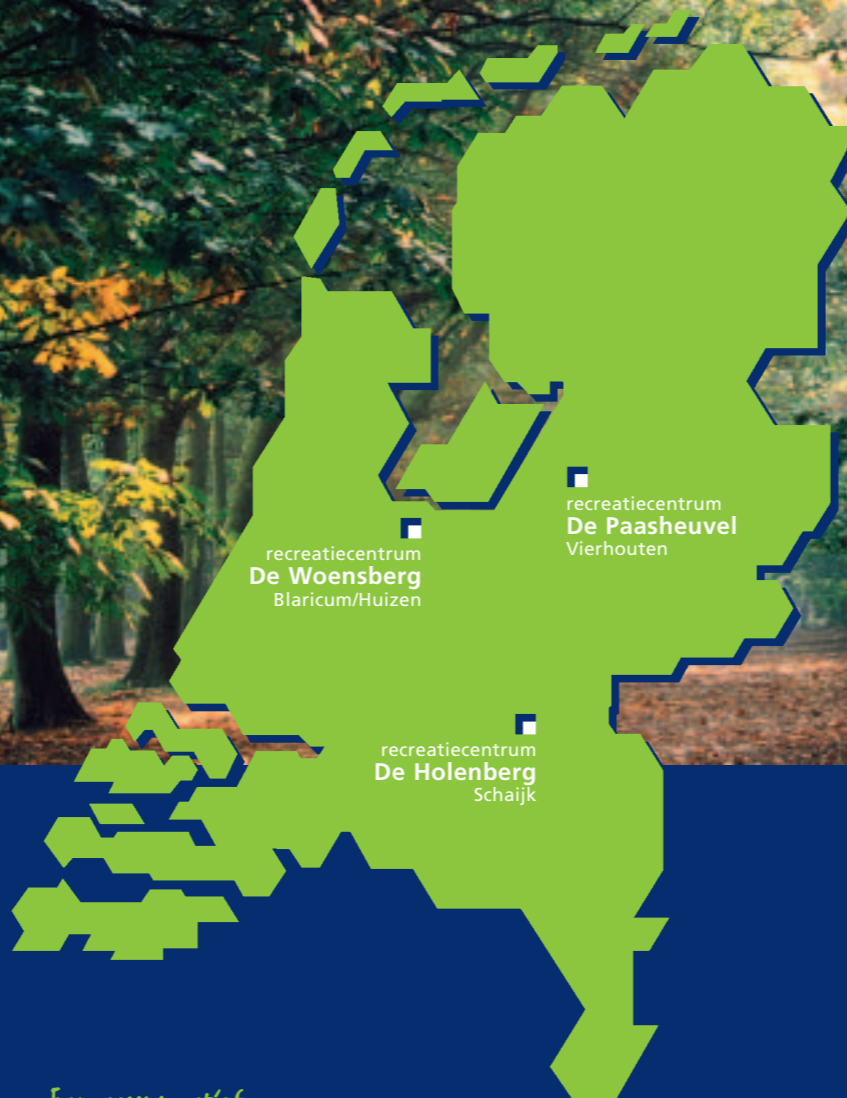 recreatiecentrum
De Paasheuvel
Vierhouten
recreatiecentrum
De Woensberg
Blaricum/Huizen
recreatiecentrum
De Holenberg
Schaijk